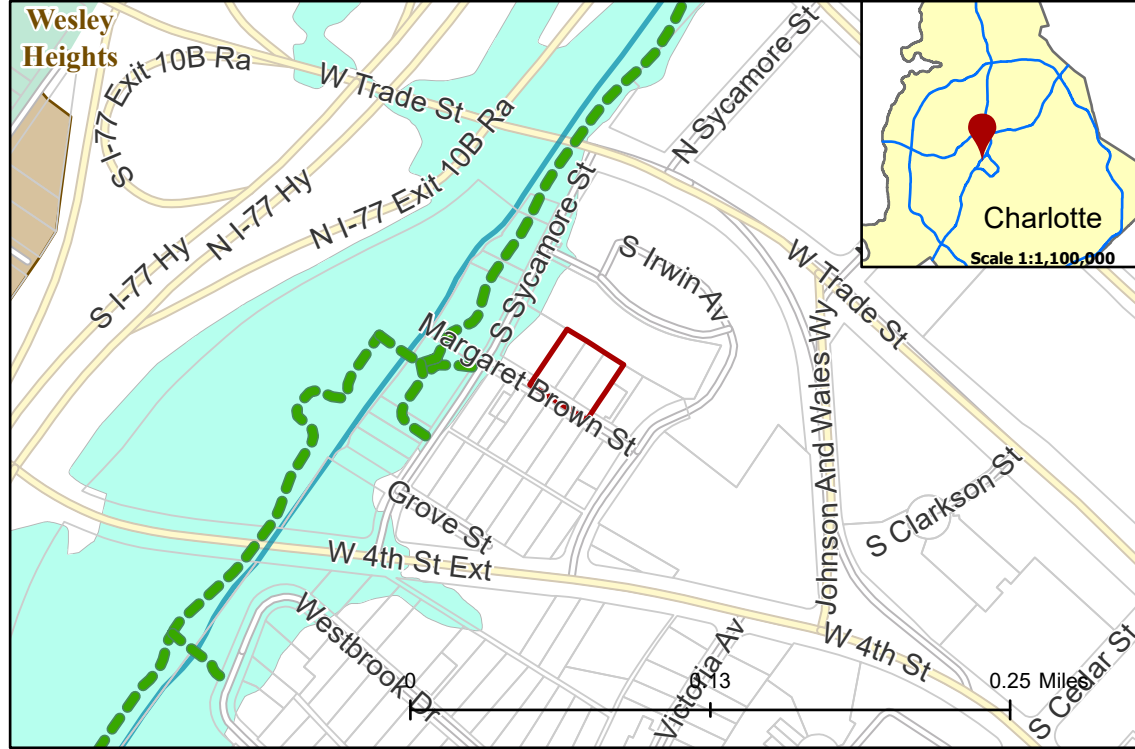 Wesley
Heights
S I-77 Exit 10B Ra
W Trade St
N Sycamore St
Charlotte
Scale 1:1,100,000
S I-77 Hy
N I-77 Hy
N I-77 Exit 10B Ra
S Sycamore St
S Irwin Av
W Trade St
Margaret Brown St
Johnson And Wales Wy
S Clarkson St
Grove St
W 4th St Ext
Westbrook Dr
Victoria Av
W 4th St
S Cedar St
0
0.13
0.25 Miles